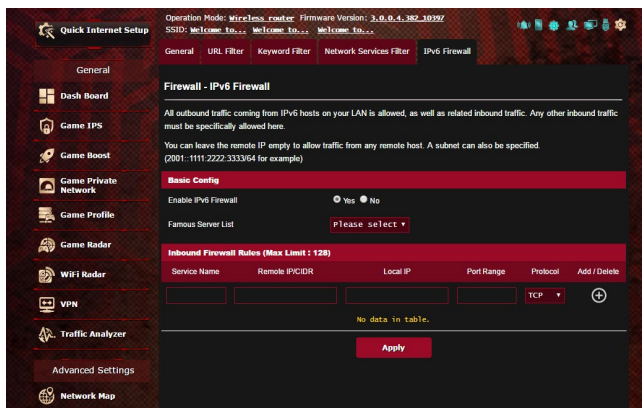 Quick Internet Setup
Operation Mode: Wireless router Firmware Version: 3.0.0.4.382_10397
SSID: Welcome to... Welcome to... Welcome to...
General URL Filter Keyword Filter Network Services Filter IPv6 Firewall
General
Dash Board
Game IPS
Game Boost
Game Private
Network
Game Profile
Game Radar
WiFi Radar
VPN
Traffic Analyzer
Advanced Settings
Network Map
Firewall - IPv6 Firewall
All outbound traffic coming from IPv6 hosts on your LAN is allowed, as well as related inbound traffic. Any other inbound traffic
must be specifically allowed here.
You can leave the remote IP empty to allow traffic from any remote host. A subnet can also be specified.
(2001::1111:2222:3333/64 for example)
Basic Config
Enable IPv6 Firewall Yes No
Famous Server List Please select
Inbound Firewall Rules (Max Limit : 128)
Service Name Remote IP/CIDR Local IP Port Range Protocol Add / Delete
TCP
No data in table.
Apply